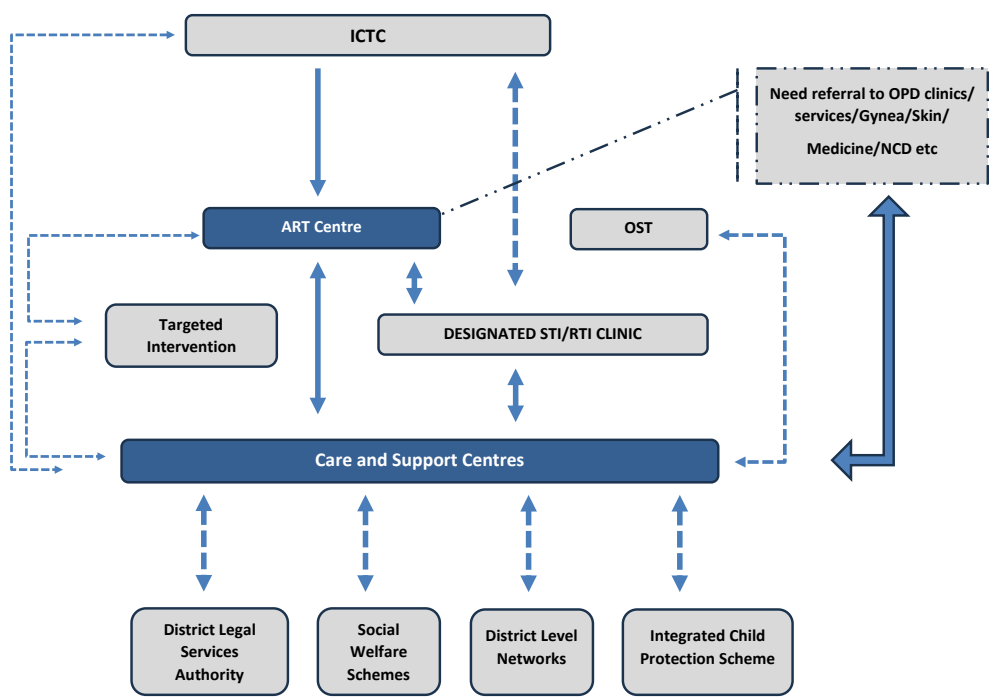 ICTC
Need referral to OPD clinics/
services/Gynea/Skin/
Medicine/NCD etc
ART Centre
OST
Targeted
Intervention
DESIGNATED STI/RTI CLINIC
Care and Support Centres
District Legal
Services
Authority
Social
Welfare
Schemes
District Level
Networks
Integrated Child
Protection Scheme